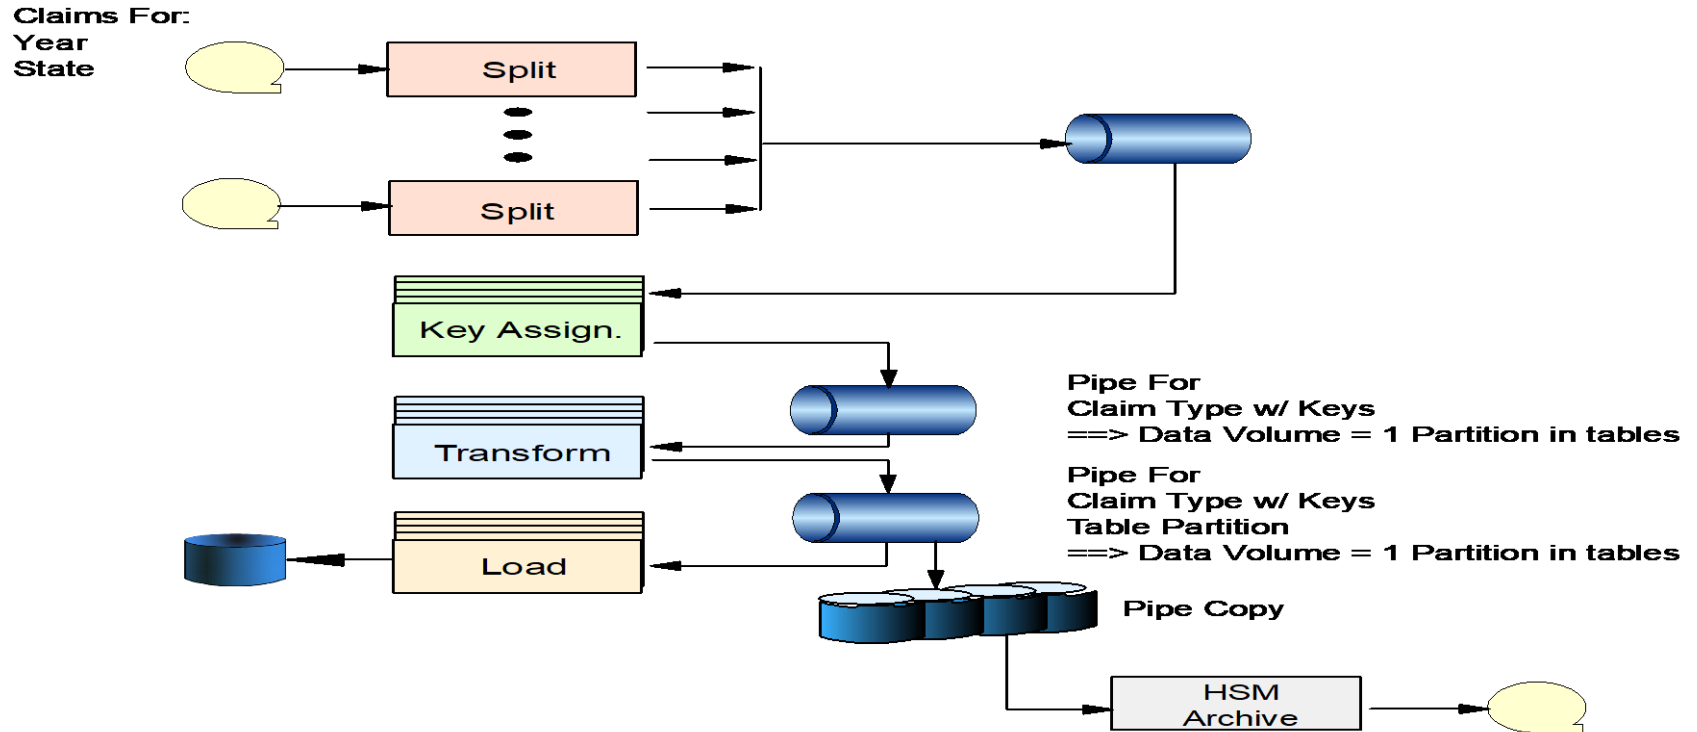 Claims For:
Year
State
Split
Split
Key Assign.
Pipe For
Claim Type w/ Keys
==> Data Volume = 1 Partition in tables
Transform
Pipe For
Claim Type w/ Keys
Table Partition
==> Data Volume = 1 Partition in tables
Load
Pipe Copy
HSM
Archive